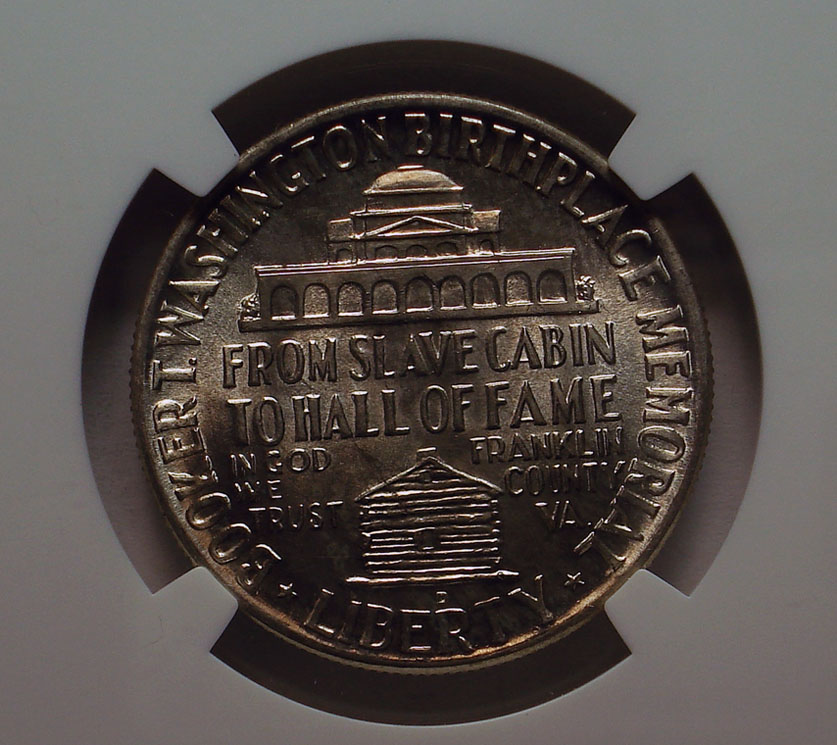 BOOKER T. WASHINGTON BIRTHPLACE MEMORIAL
FROM SLAVE CABIN
TO HALL OF FAME
IN GOD
WE
TRUST
FRANKLIN
COUNTY
VA.
D
LIBERTY